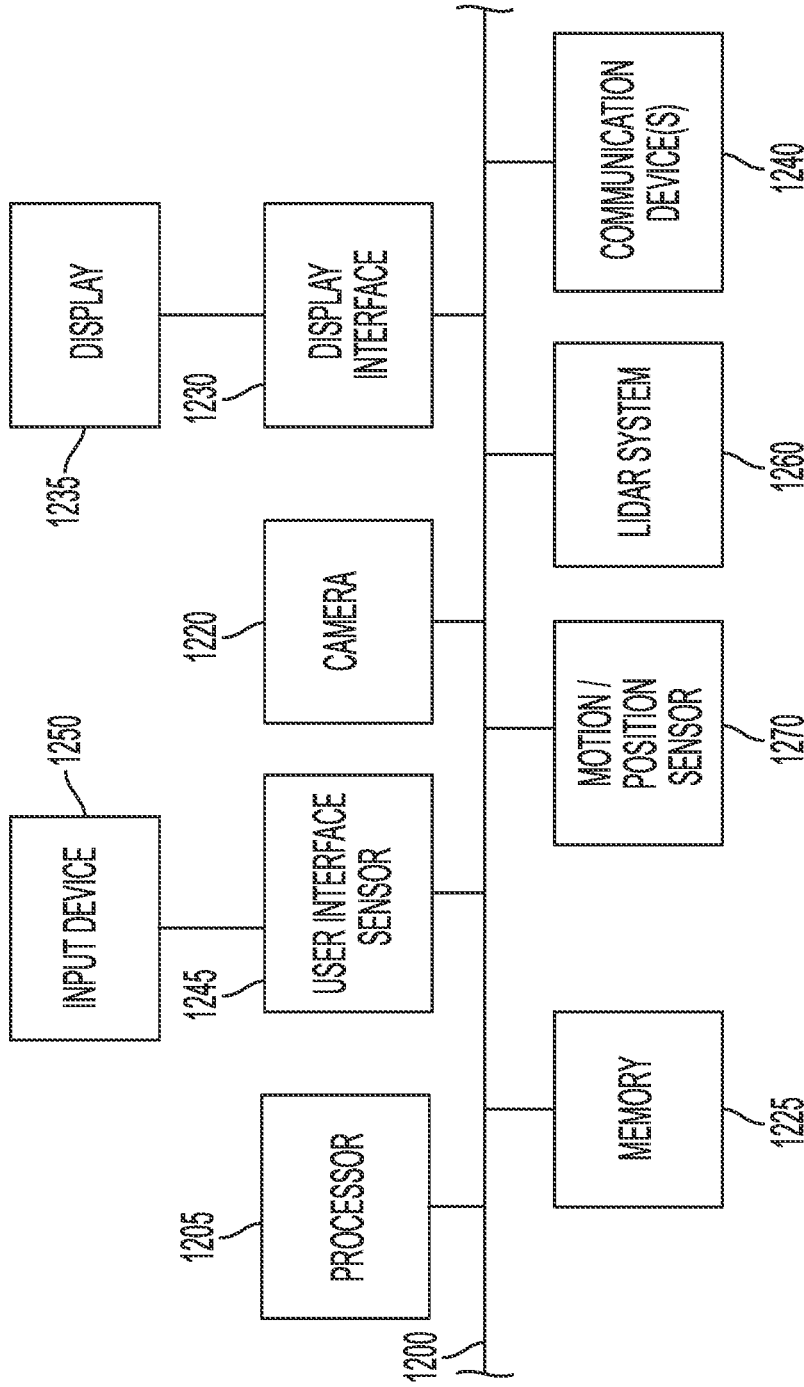 INPUT DEVICE
1250
DISPLAY
1235
PROCESSOR
1205
USER INTERFACE
SENSOR
1245
CAMERA
1220
DISPLAY
INTERFACE
1230
1200
MEMORY
1225
MOTION /
POSITION
SENSOR
1270
LIDAR SYSTEM
1260
COMMUNICATION
DEVICE(S)
1240